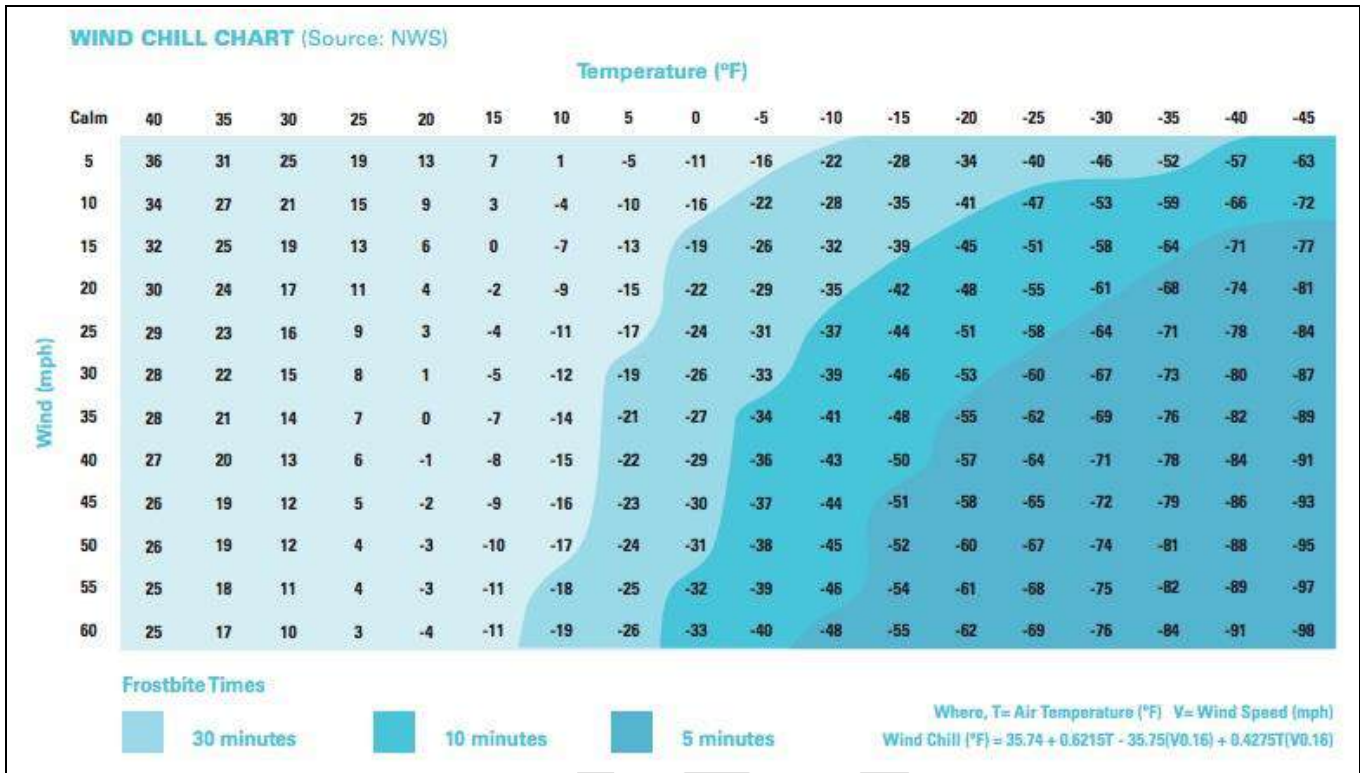 WIND CHILL CHART (Source: NWS)
Temperature (°F)
Calm 40 35 30 25 20 15 10 5 0 -5 -10 -15 -20 -25 -30 -35 -40 -45
5 36 31 25 19 13 7 1 -5 -11 -16 -22 -28 -34 -40 -46 -52 -57 -63
10 34 27 21 15 9 3 -4 -10 -16 -22 -28 -35 -41 -47 -53 -59 -66 -72
15 32 25 19 13 6 0 -7 -13 -19 -26 -32 -39 -45 -51 -58 -64 -71 -77
20 30 24 17 11 4 -2 -9 -15 -22 -29 -35 -42 -48 -55 -61 -68 -74 -81
25 29 23 16 9 3 -4 -11 -17 -24 -31 -37 -44 -51 -58 -64 -71 -78 -84
30 28 22 15 8 1 -5 -12 -19 -26 -33 -39 -46 -53 -60 -67 -73 -80 -87
35 28 21 14 7 0 -7 -14 -21 -27 -34 -41 -48 -55 -62 -69 -76 -82 -89
40 27 20 13 6 -1 -8 -15 -22 -29 -36 -43 -50 -57 -64 -71 -78 -84 -91
45 26 19 12 5 -2 -9 -16 -23 -30 -37 -44 -51 -58 -65 -72 -79 -86 -93
50 26 19 12 4 -3 -10 -17 -24 -31 -38 -45 -52 -60 -67 -74 -81 -88 -95
55 25 18 11 4 -3 -11 -18 -25 -32 -39 -46 -54 -61 -68 -75 -82 -89 -97
60 25 17 10 3 -4 -11 -19 -26 -33 -40 -48 -55 -62 -69 -76 -84 -91 -98
Wind (mph)
Frostbite Times
30 minutes 10 minutes 5 minutes
Where, T= Air Temperature (°F) V= Wind Speed (mph)
Wind Chill (°F) = 35.74 + 0.6215T - 35.75(V0.16) + 0.4275T(V0.16)